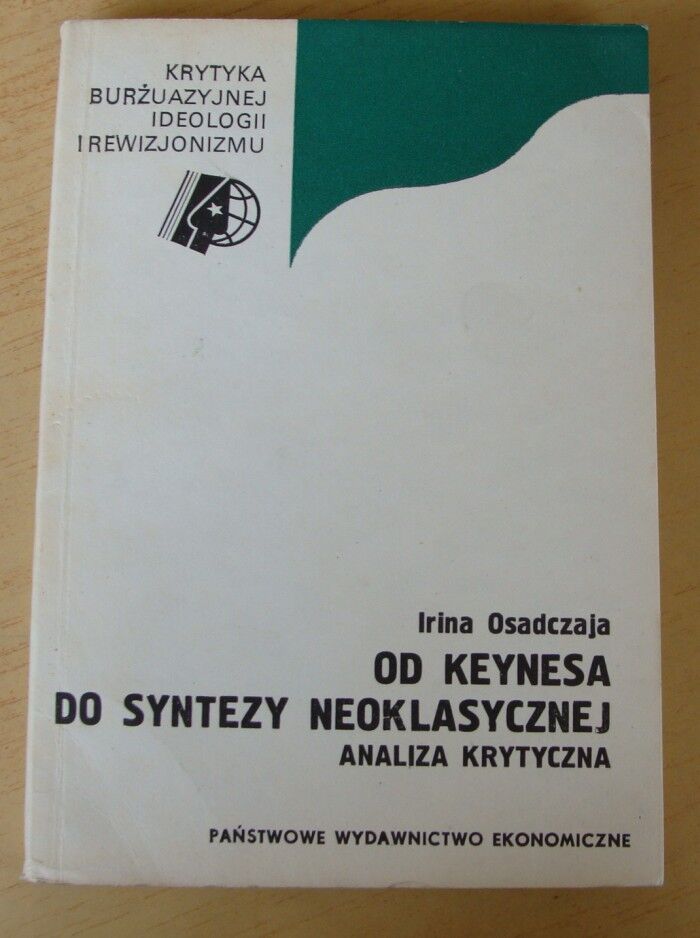 KRYTYKA
BURŻUAZYJNEJ
IDEOLOGII
I REWIZJONIZMU
Irina Osadczaja
OD KEYNESA
DO SYNTEZY NEOKLASYCZNEJ
ANALIZA KRYTYCZNA
PAŃSTWOWE WYDAWNICTWO EKONOMICZNE